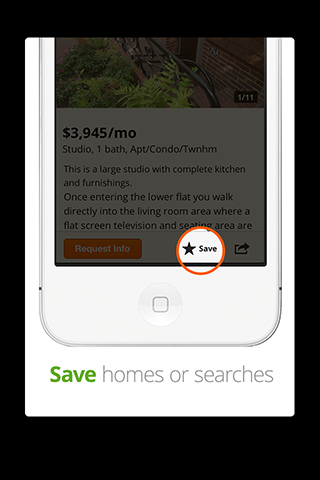 1/11
$3,945/mo
Studio, 1 bath, Apt/Condo/Twnhm
This is a large studio with complete kitchen
and furnishings.
Once entering the lower flat you walk
directly into the living room area where a
flat screen television and seating area are
Request Info
Save
Save homes or searches